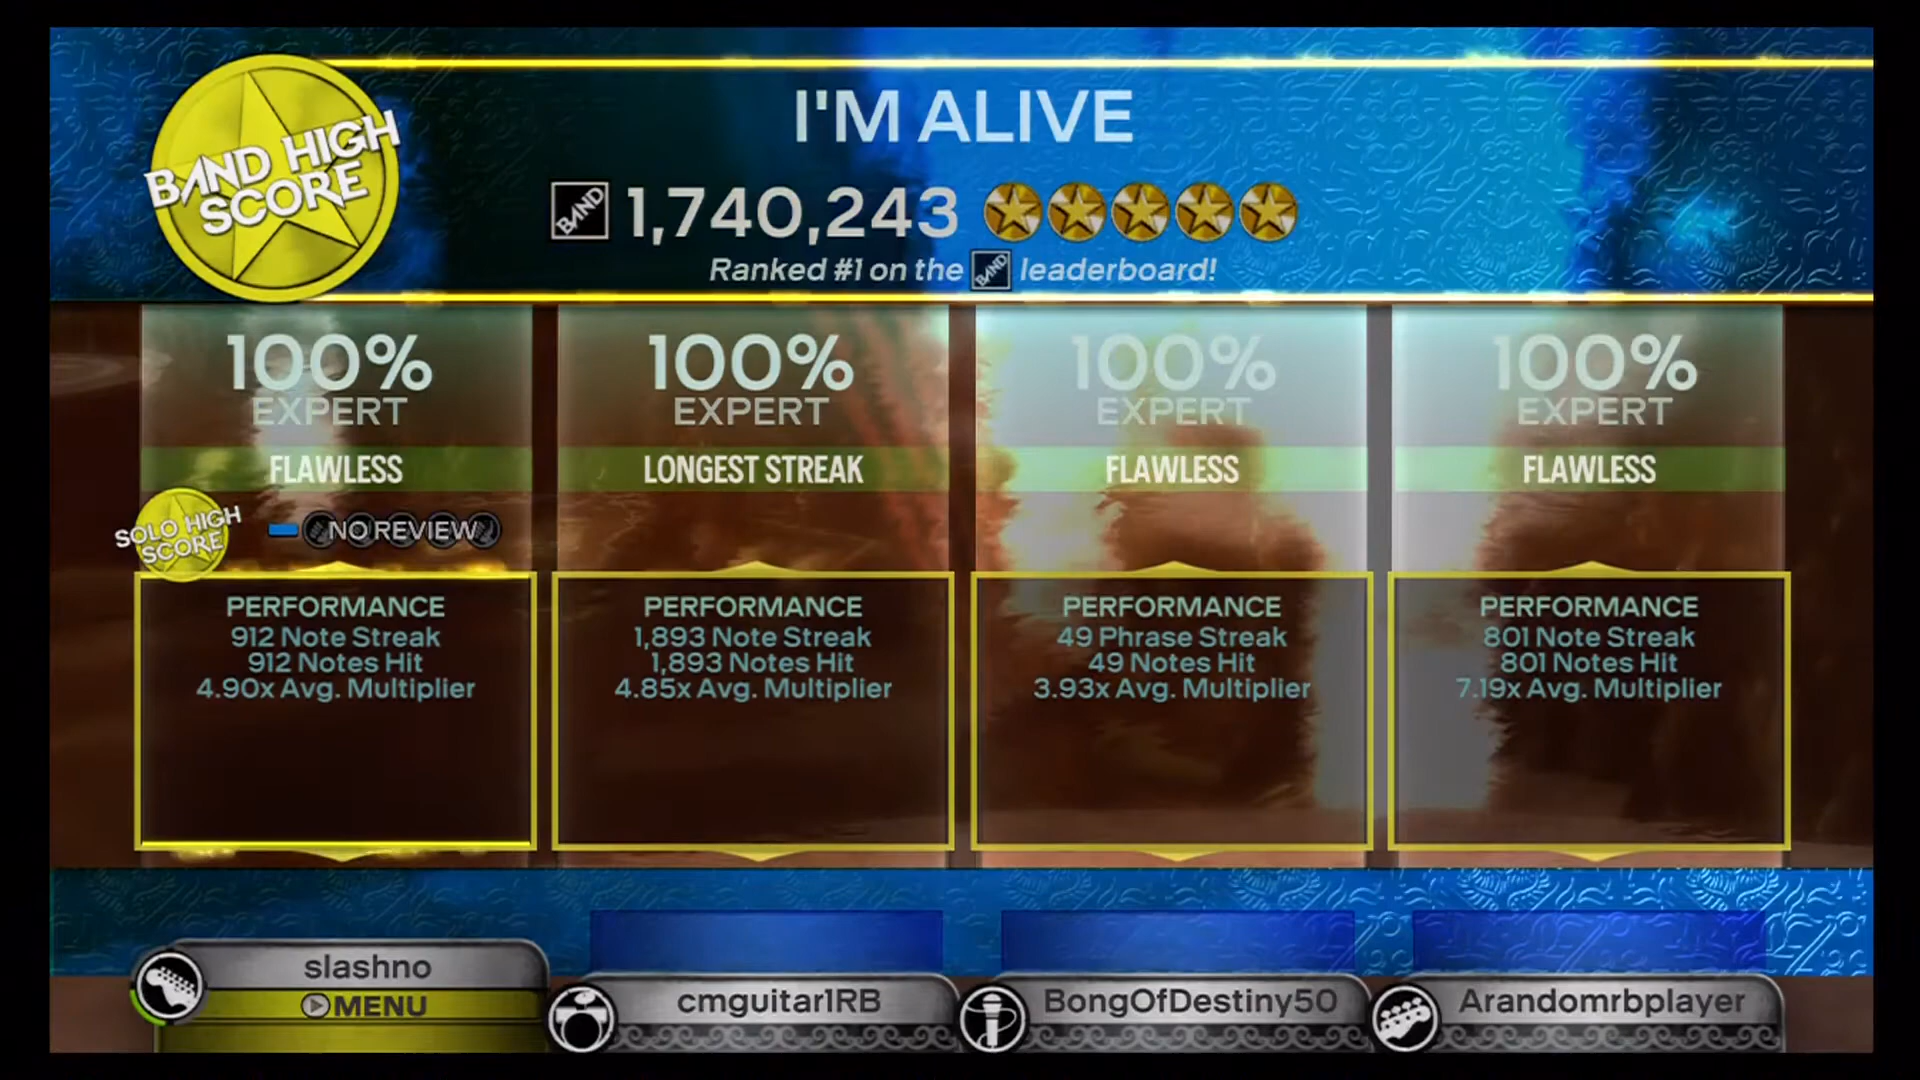 BAND HIGH
SCORE
I'M ALIVE
BAND 1,740,243
Ranked #1 on the BAND leaderboard!
100%
EXPERT
FLAWLESS
SOLO HIGH
SCORE
NO REVIEW
PERFORMANCE
912 Note Streak
912 Notes Hit
4.90x Avg. Multiplier
100%
EXPERT
LONGEST STREAK
PERFORMANCE
1,893 Note Streak
1,893 Notes Hit
4.85x Avg. Multiplier
100%
EXPERT
FLAWLESS
PERFORMANCE
49 Phrase Streak
49 Notes Hit
3.93x Avg. Multiplier
100%
EXPERT
FLAWLESS
PERFORMANCE
801 Note Streak
801 Notes Hit
7.19x Avg. Multiplier
slashno
MENU
cmguitar1RB
BongOfDestiny50
Arandomrbplayer